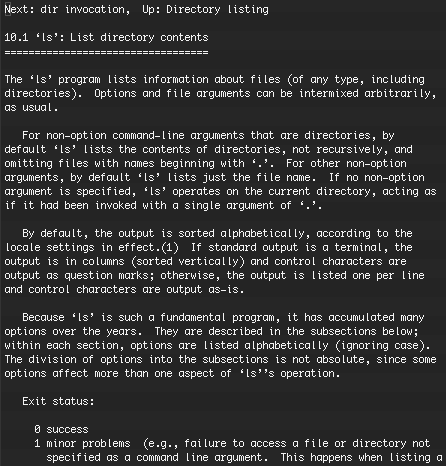 Next: dir invocation,  Up: Directory listing
10.1 ‘ls’: List directory contents
==================================
The ‘ls’ program lists information about files (of any type, including
directories).  Options and file arguments can be intermixed arbitrarily,
as usual.
For non-option command-line arguments that are directories, by
default ‘ls’ lists the contents of directories, not recursively, and
omitting files with names beginning with ‘.’.  For other non-option
arguments, by default ‘ls’ lists just the file name.  If no non-option
argument is specified, ‘ls’ operates on the current directory, acting as
if it had been invoked with a single argument of ‘.’.
By default, the output is sorted alphabetically, according to the
locale settings in effect.(1)  If standard output is a terminal, the
output is in columns (sorted vertically) and control characters are
output as question marks; otherwise, the output is listed one per line
and control characters are output as-is.
Because ‘ls’ is such a fundamental program, it has accumulated many
options over the years.  They are described in the subsections below;
within each section, options are listed alphabetically (ignoring case).
The division of options into the subsections is not absolute, since some
options affect more than one aspect of ‘ls’’s operation.
Exit status:
0 success
1 minor problems  (e.g., failure to access a file or directory not
specified as a command line argument.  This happens when listing a